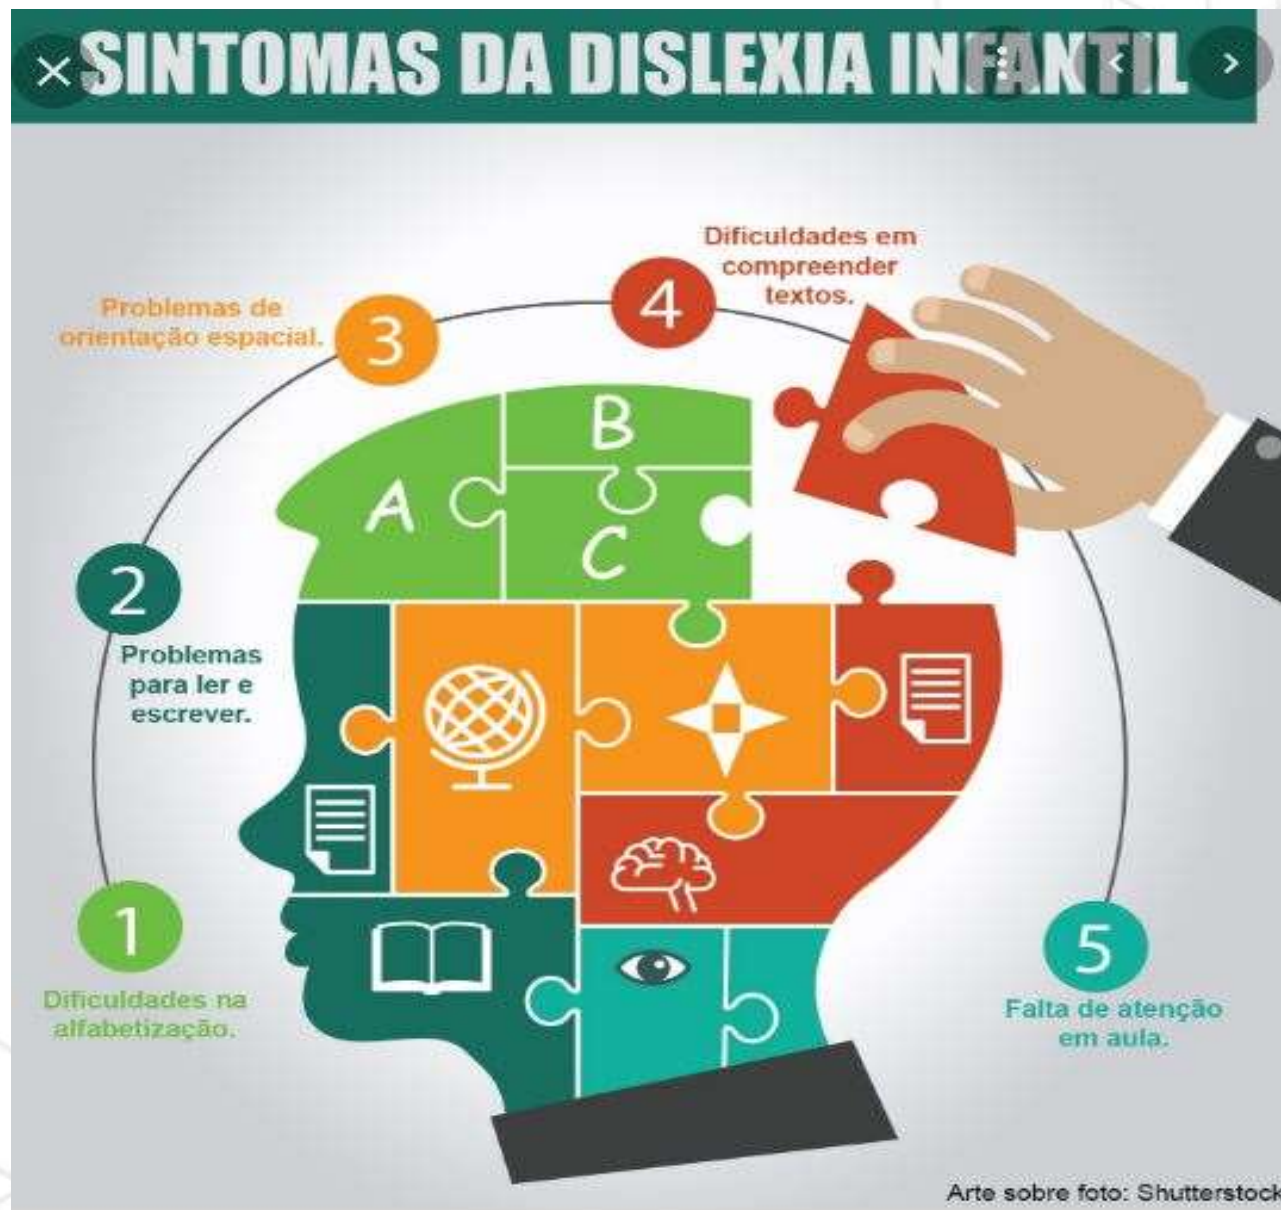 SINTOMAS DA DISLEXIA INFANTIL
Dificuldades em
compreender
textos.
4
Problemas de
orientação espacial.
3
B
A
C
2
Problemas
para ler e
escrever.
1
Dificuldades na
alfabetização.
5
Falta de atenção
em aula.
Arte sobre foto: Shutterstock